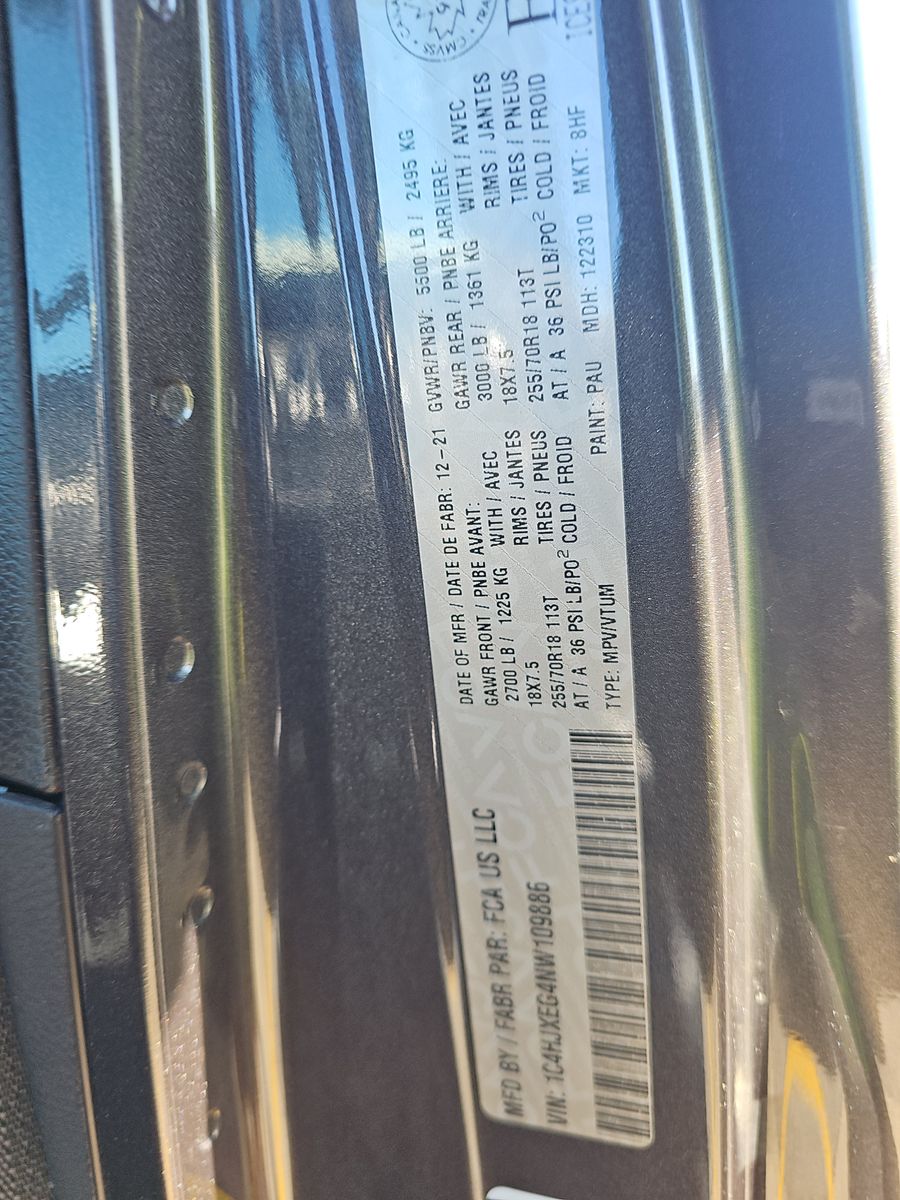 MFD BY / FABR PAR: FCA US LLC
DATE OF MFR / DATE DE FABR: 12-21 GVWR/PNBV: 5500 LB / 2495 KG
GAWR FRONT / PNBE AVANT: GAWR REAR / PNBE ARRIERE:
2700 LB / 1225 KG WITH / AVEC 3000 LB / 1361 KG WITH / AVEC
18X7.5 RIMS / JANTES 18X7.5 RIMS / JANTES
255/70R18 113T TIRES / PNEUS 255/70R18 113T TIRES / PNEUS
AT / A 36 PSI LB/PO² COLD / FROID AT / A 36 PSI LB/PO² COLD / FROID
VIN: 1C4HJXEG4NW109886
TYPE: MPV/VTUM PAINT: PAU MDH: 122310 MKT: 8HF
CMVSS